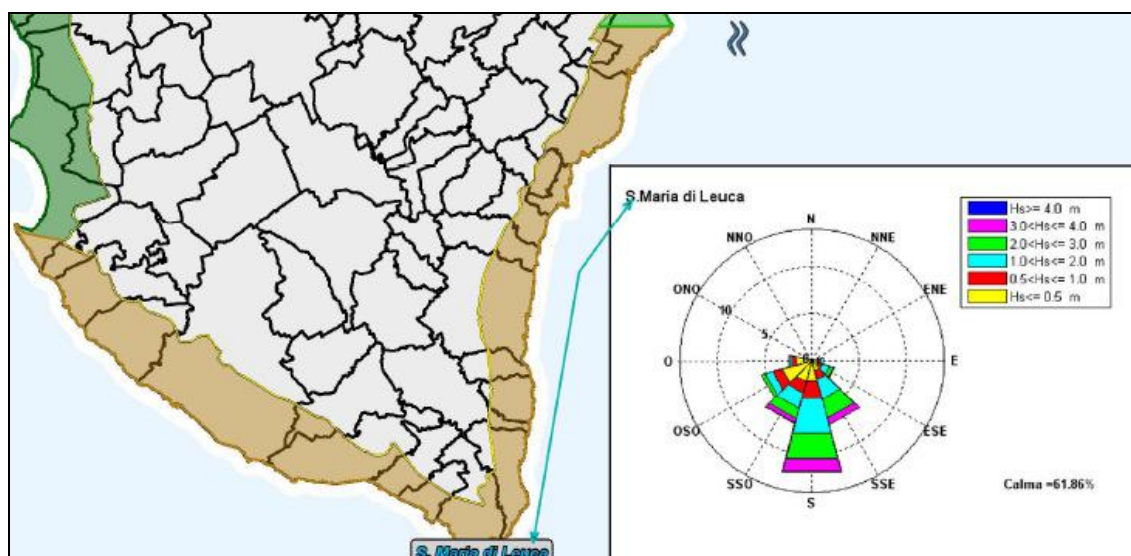 S.Maria di Leuca
N
NNO
NNE
ONO
ENE
10
5
0
O
E
OSO
ESE
SSO
SSE
S
Hs>= 4.0 m
3.0<Hs<= 4.0 m
2.0<Hs<= 3.0 m
1.0<Hs<= 2.0 m
0.5<Hs<= 1.0 m
Hs<= 0.5 m
Calma =61.86%
S. Maria di Leuca